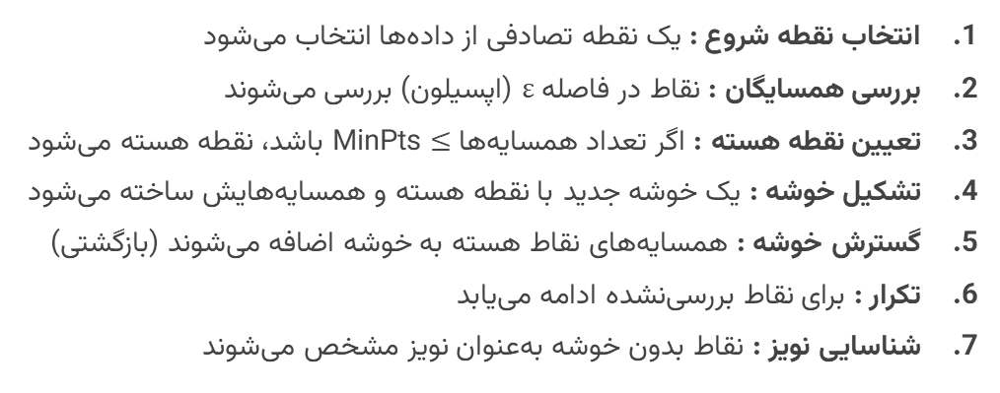 1. انتخاب نقطه شروع : یک نقطه تصادفی از داده‌ها انتخاب می‌شود
2. بررسی همسایگان : نقاط در فاصله ε (اپسیلون) بررسی می‌شوند
3. تعیین نقطه هسته : اگر تعداد همسایه‌ها ≥ MinPts باشد، نقطه هسته می‌شود
4. تشکیل خوشه : یک خوشه جدید با نقطه هسته و همسایه‌هایش ساخته می‌شود
5. گسترش خوشه : همسایه‌های نقاط هسته به خوشه اضافه می‌شوند (بازگشتی)
6. تکرار : برای نقاط بررسی‌نشده ادامه می‌یابد
7. شناسایی نویز : نقاط بدون خوشه به‌عنوان نویز مشخص می‌شوند